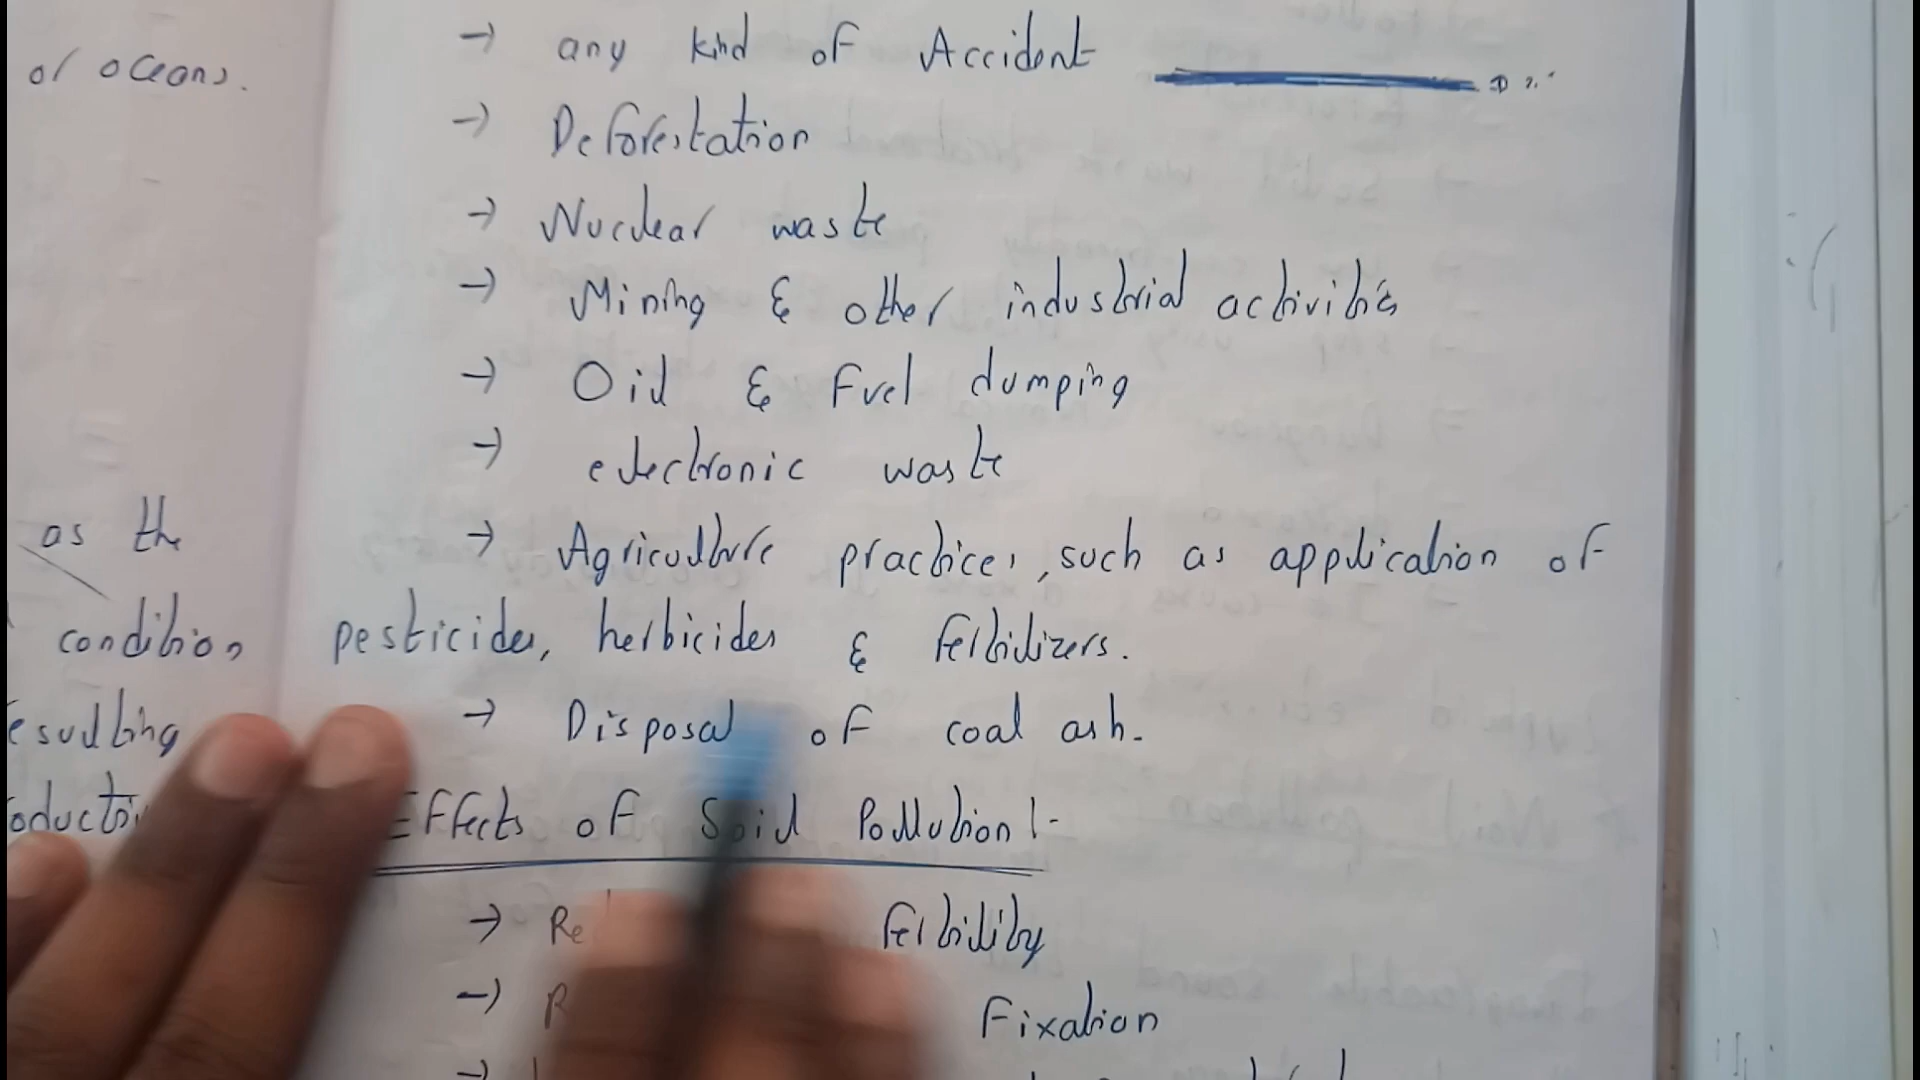 of oceans.
→ any kind of Accident
→ Deforestation
→ Nuclear waste
→ Mining & other industrial activities
→ Oil & Fuel dumping
→ electronic waste
as the
→ Agriculture practices, such as application of
condition
pesticides, herbicides & fertilizers.
resulting
→ Disposal of coal ash.
Effects of Soil Pollution :-
→ fertility
→ Fixation